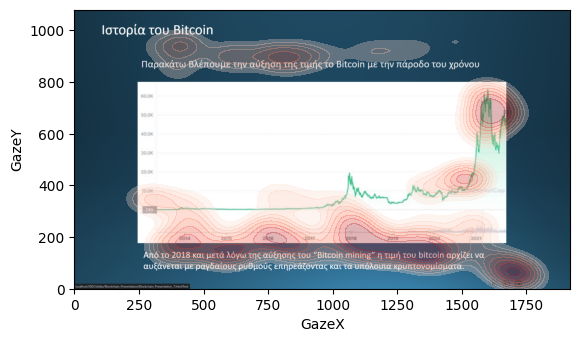 1000
800
600
400
200
0
GazeY
Ιστορία του Bitcoin
Παρακάτω Βλέπουμε την αύξηση της τιμής το Bitcoin με την πάροδο του χρόνου
Από το 2018 και μετά λόγω της αύξησης του "Bitcoin mining" η τιμή του bitcoin αρχίζει να
αυξάνεται με ραγδαίους ρυθμούς επηρεάζοντας και τα υπόλοιπα κρυπτονομίσματα.
0 250 500 750 1000 1250 1500 1750
GazeX